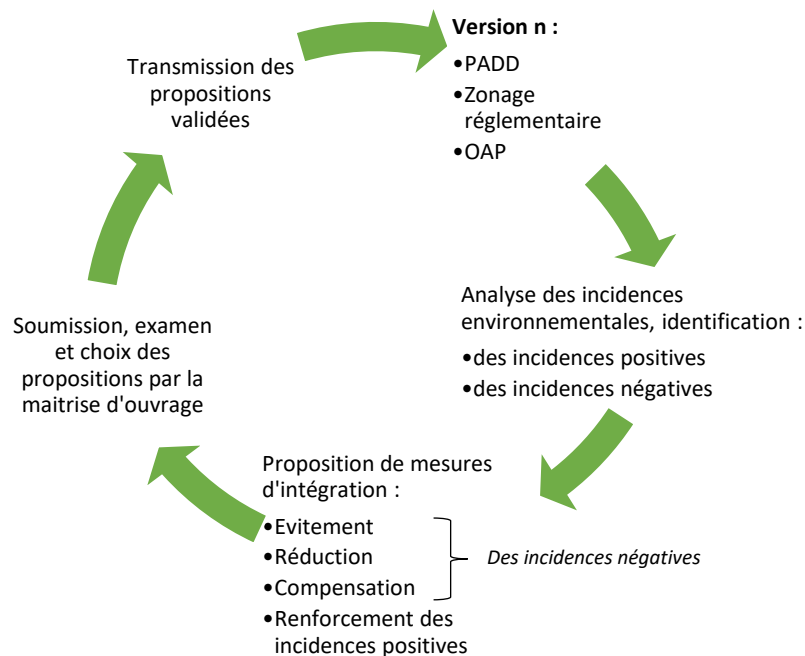 Version n :
•PADD
•Zonage
réglementaire
•OAP
Analyse des incidences
environnementales, identification :
•des incidences positives
•des incidences négatives
Proposition de mesures
d'intégration :
•Evitement
•Réduction
•Compensation
•Renforcement des
incidences positives
Des incidences négatives
Soumission, examen
et choix des
propositions par la
maitrise d'ouvrage
Transmission des
propositions
validées